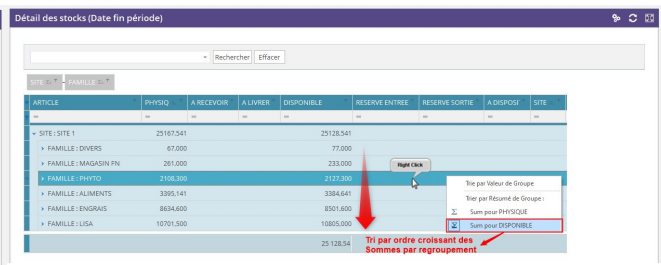 Détail des stocks (Date fin période)
Rechercher Effacer
SITE FAMILLE
ARTICLE PHYSIQ A RECEVOIR A LIVRER DISPONIBLE RESERVE ENTREE RESERVE SORTIE A DISPOSI SITE
= = = = = = = =
SITE : SITE 1 25167,541 25128,541
FAMILLE : DIVERS 67,000 77,000
FAMILLE : MAGASIN FN 261,000 233,000
Right Click
FAMILLE : PHYTO 2108,300 2127,300
Trie par Valeur de Groupe
FAMILLE : ALIMENTS 3395,141 3384,641
Trier par Résumé de Groupe :
FAMILLE : ENGRAIS 8634,600 8501,600
Σ Sum pour PHYSIQUE
FAMILLE : LISA 10701,500 10805,000
Σ Sum pour DISPONIBLE
25 128,54
Tri par ordre croissant des
Sommes par regroupement